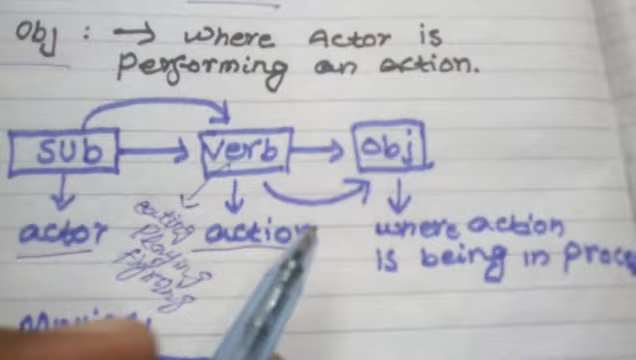 Obj : → where Actor is
performing an action.
Sub → verb → Obj
actor
eating
playing
action
where action
is being in proce